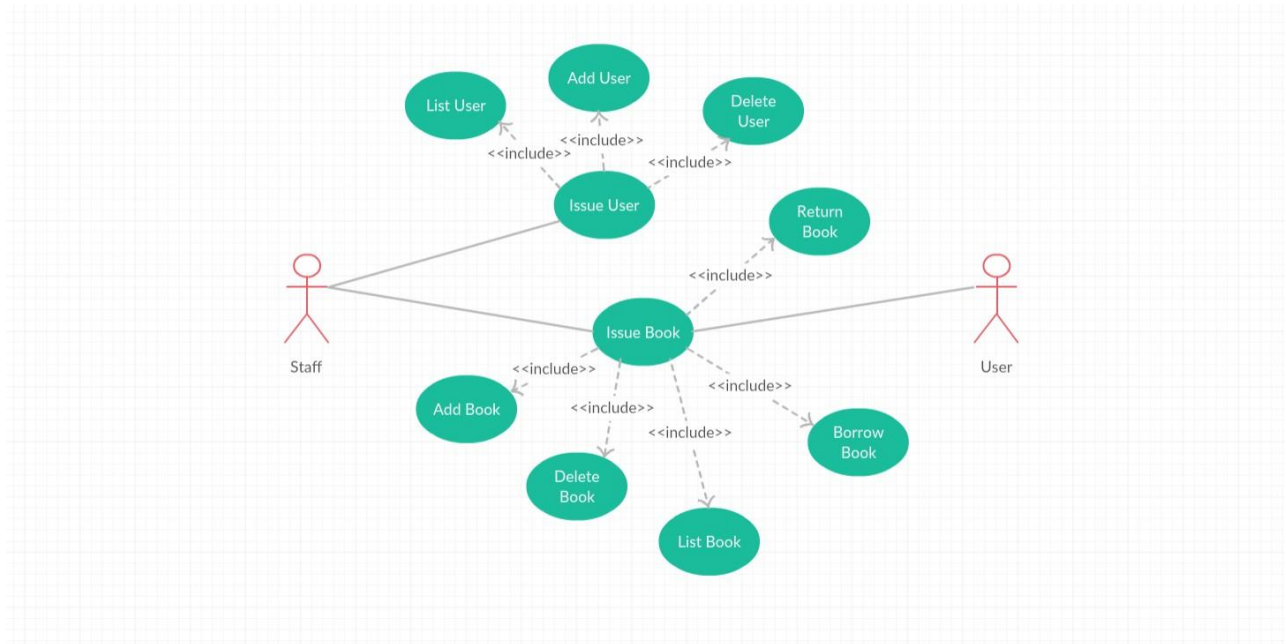 Add User
List User
Delete
User
<<include>>
<<include>>
<<include>>
Issue User
Return
Book
<<include>>
Issue Book
Staff
User
<<include>>
<<include>>
Add Book
<<include>>
<<include>>
Borrow
Book
Delete
Book
List Book